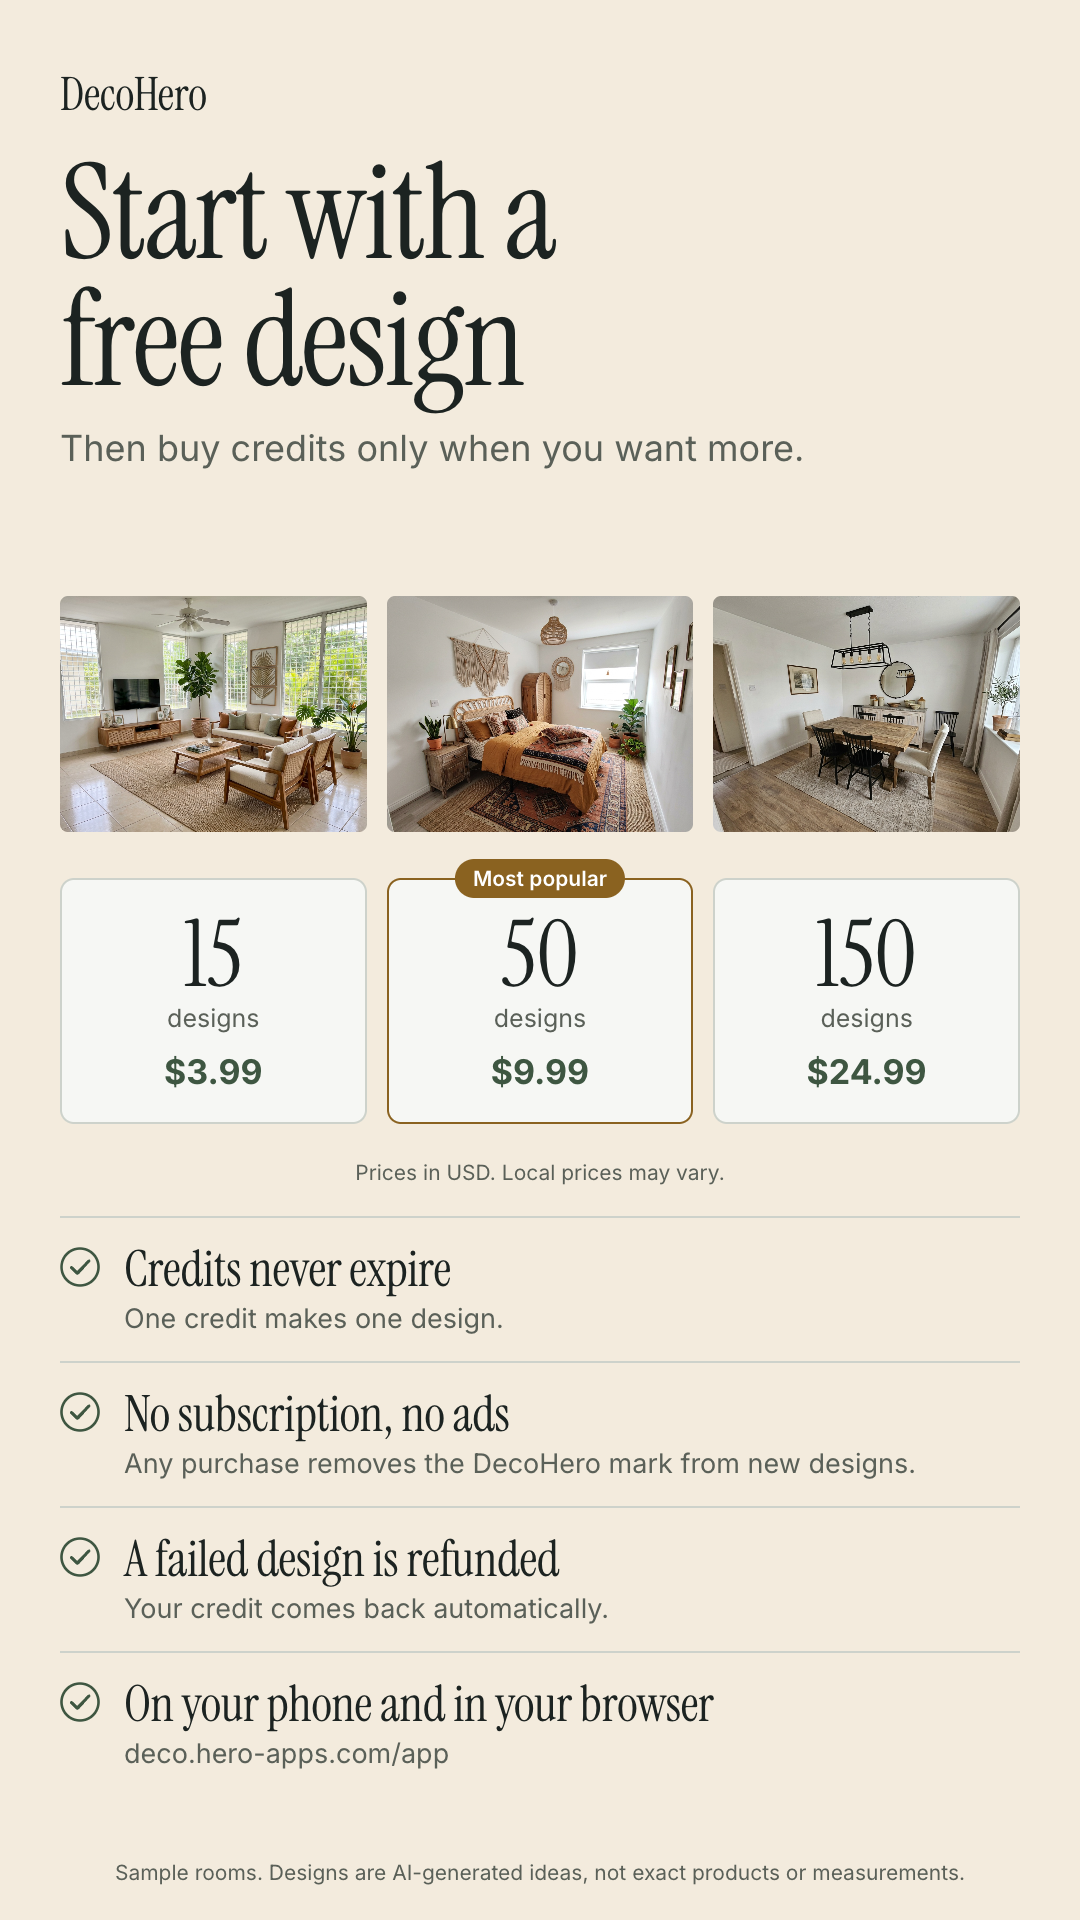 DecoHero
Start with a
free design
Then buy credits only when you want more.
Most popular
15
designs
$3.99
50
designs
$9.99
150
designs
$24.99
Prices in USD. Local prices may vary.
Credits never expire
One credit makes one design.
No subscription, no ads
Any purchase removes the DecoHero mark from new designs.
A failed design is refunded
Your credit comes back automatically.
On your phone and in your browser
deco.hero-apps.com/app
Sample rooms. Designs are AI-generated ideas, not exact products or measurements.